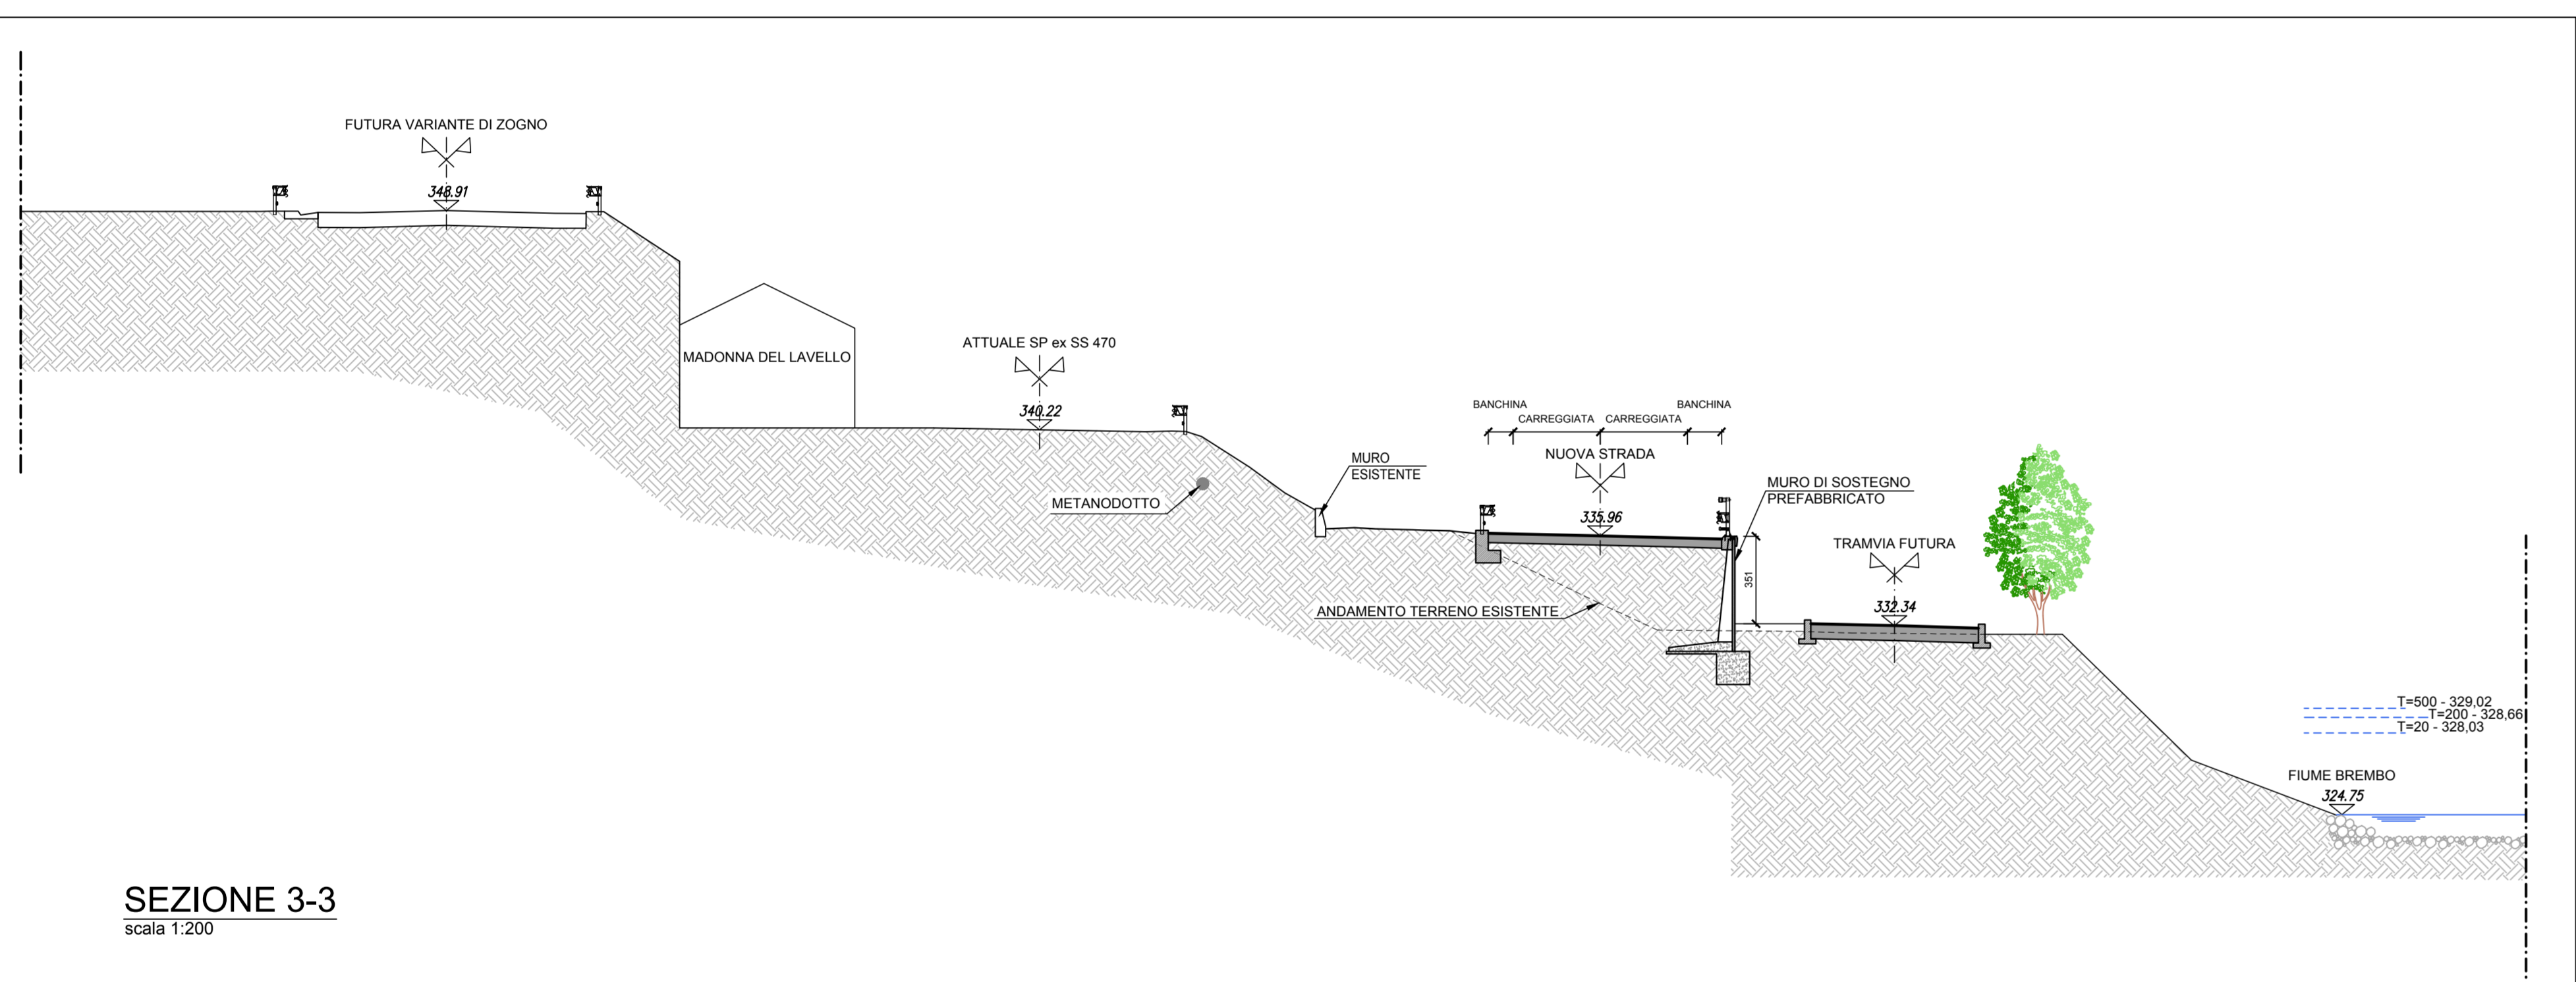 FUTURA VARIANTE DI ZOGNO
348.91
MADONNA DEL LAVELLO
ATTUALE SP ex SS 470
340.22
METANODOTTO
MURO
ESISTENTE
BANCHINA
BANCHINA
CARREGGIATA
CARREGGIATA
NUOVA STRADA
335.96
MURO DI SOSTEGNO
PREFABBRICATO
351
ANDAMENTO TERRENO ESISTENTE
TRAMVIA FUTURA
332.34
T=500 - 329,02
T=200 - 328,66
T=20 - 328,03
FIUME BREMBO
324.75
SEZIONE 3-3
scala 1:200